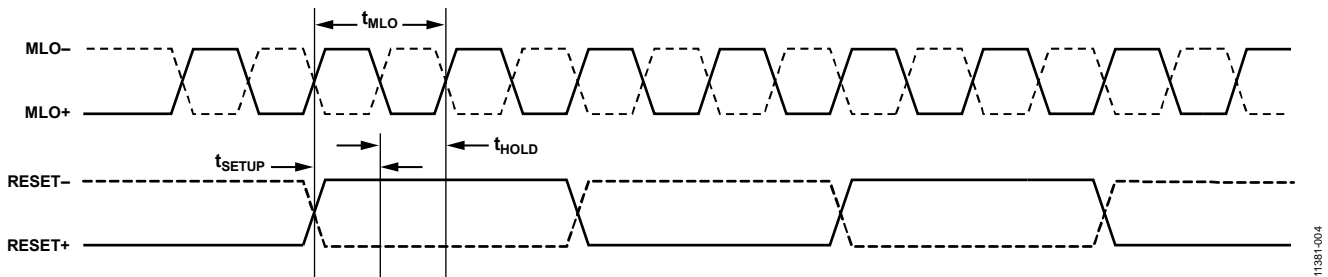 tMLO
MLO–
MLO+
tSETUP
tHOLD
RESET–
RESET+
11381-004